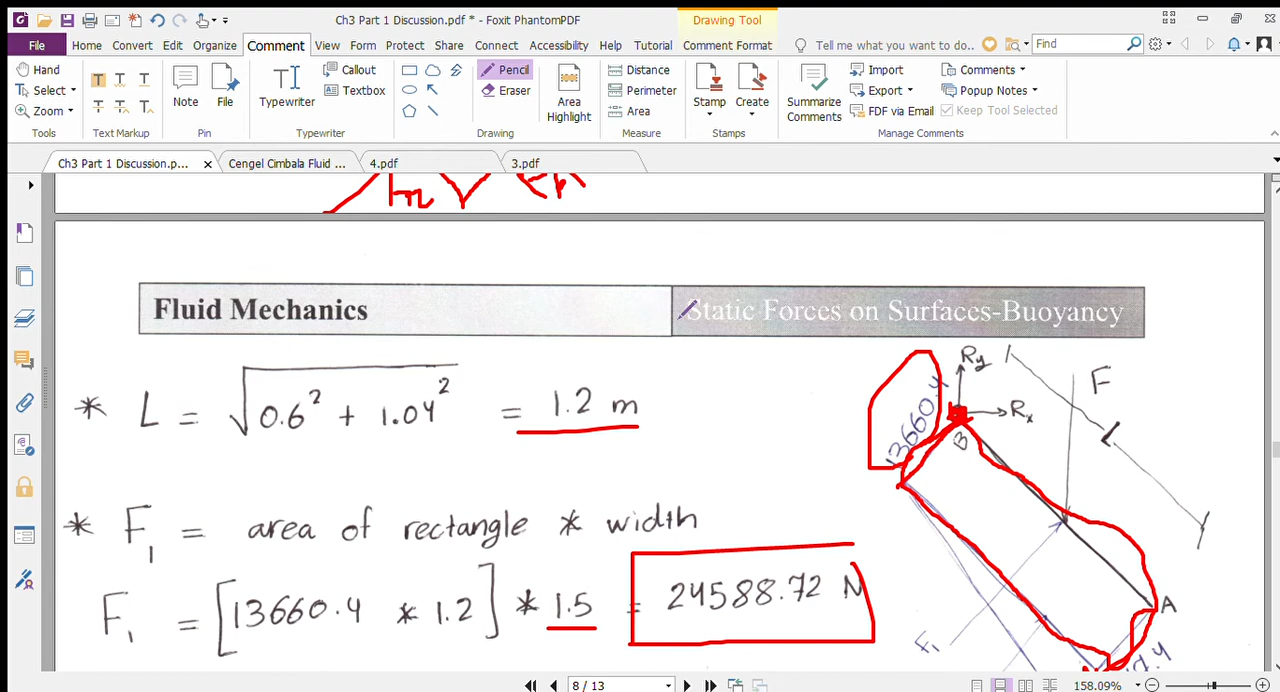 Ch3 Part 1 Discussion.pdf * - Foxit PhantomPDF
Drawing Tool
File Home Convert Edit Organize Comment View Form Protect Share Connect Accessibility Help Tutorial Comment Format Tell me what you want to do.. Find
Hand
Select
Zoom
Tools
Text Markup
Note
File
Pin
Typewriter
Callout
Textbox
Typewriter
Pencil
Eraser
Drawing
Area Highlight
Distance
Perimeter
Area
Measure
Stamp
Create
Stamps
Summarize Comments
Import
Export
FDF via Email
Comments
Popup Notes
Keep Tool Selected
Manage Comments
Ch3 Part 1 Discussion.p... × Cengel Cimbala Fluid ... 4.pdf 3.pdf
Fluid Mechanics
Static Forces on Surfaces-Buoyancy
* L = √0.6² + 1.04² = 1.2 m
* F1 = area of rectangle * width
F1 = [13660.4 * 1.2] * 1.5 = 24588.72 N
13660.4
Ry
Rx
B
F
L
A
F1
8 / 13
158.09%